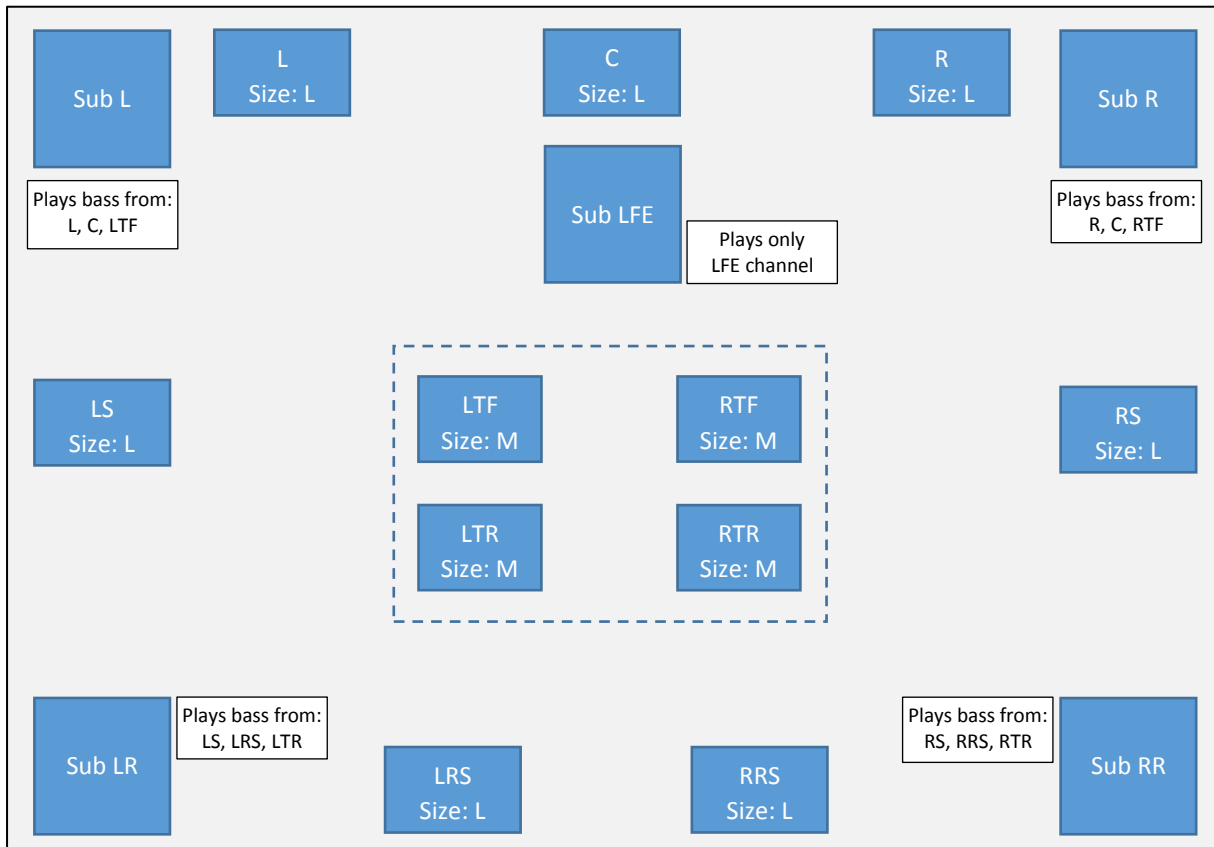 Sub L
L
Size: L
C
Size: L
R
Size: L
Sub R
Plays bass from:
L, C, LTF
Sub LFE
Plays only
LFE channel
Plays bass from:
R, C, RTF
LS
Size: L
LTF
Size: M
RTF
Size: M
RS
Size: L
LTR
Size: M
RTR
Size: M
Sub LR
Plays bass from:
LS, LRS, LTR
LRS
Size: L
RRS
Size: L
Plays bass from:
RS, RRS, RTR
Sub RR